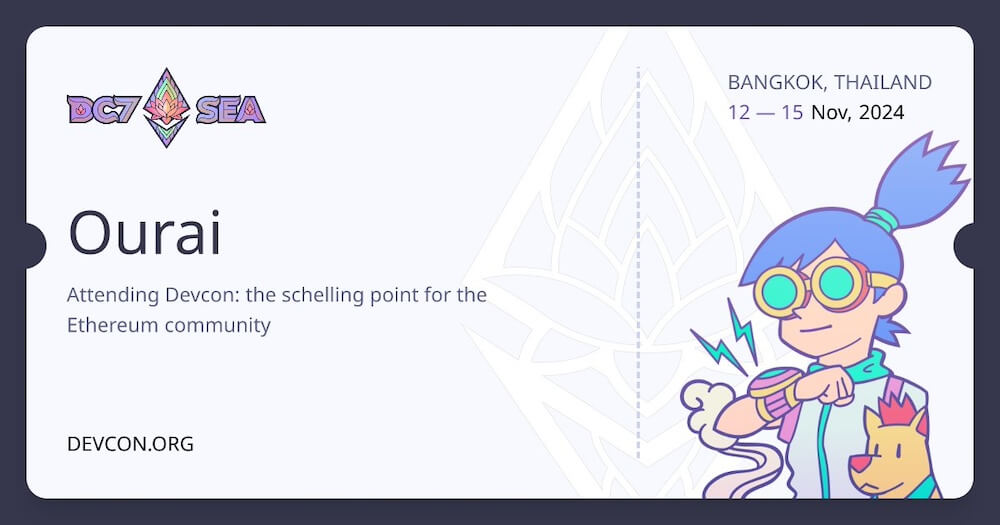 DC7 SEA
BANGKOK, THAILAND
12 — 15 Nov, 2024
Ourai
Attending Devcon: the schelling point for the
Ethereum community
DEVCON.ORG